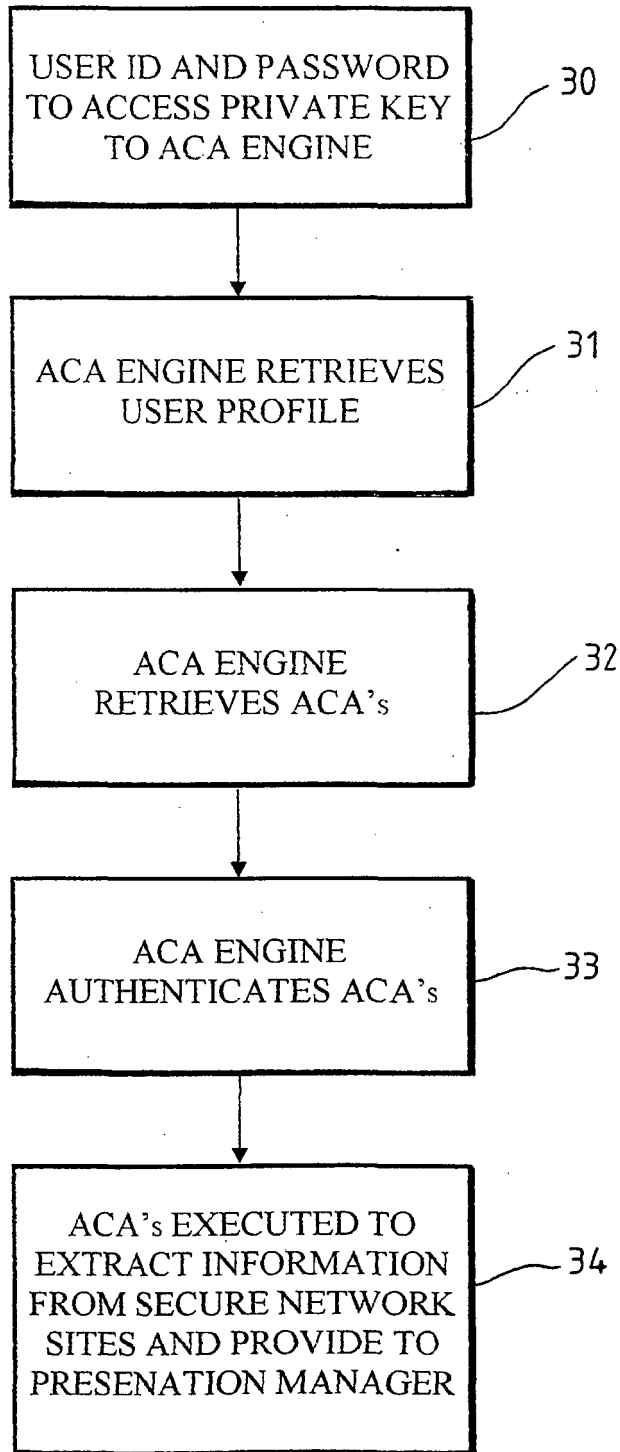 USER ID AND PASSWORD
TO ACCESS PRIVATE KEY
TO ACA ENGINE
30
ACA ENGINE RETRIEVES
USER PROFILE
31
ACA ENGINE
RETRIEVES ACA's
32
ACA ENGINE
AUTHENTICATES ACA's
33
ACA's EXECUTED TO
EXTRACT INFORMATION
FROM SECURE NETWORK
SITES AND PROVIDE TO
PRESENATION MANAGER
34